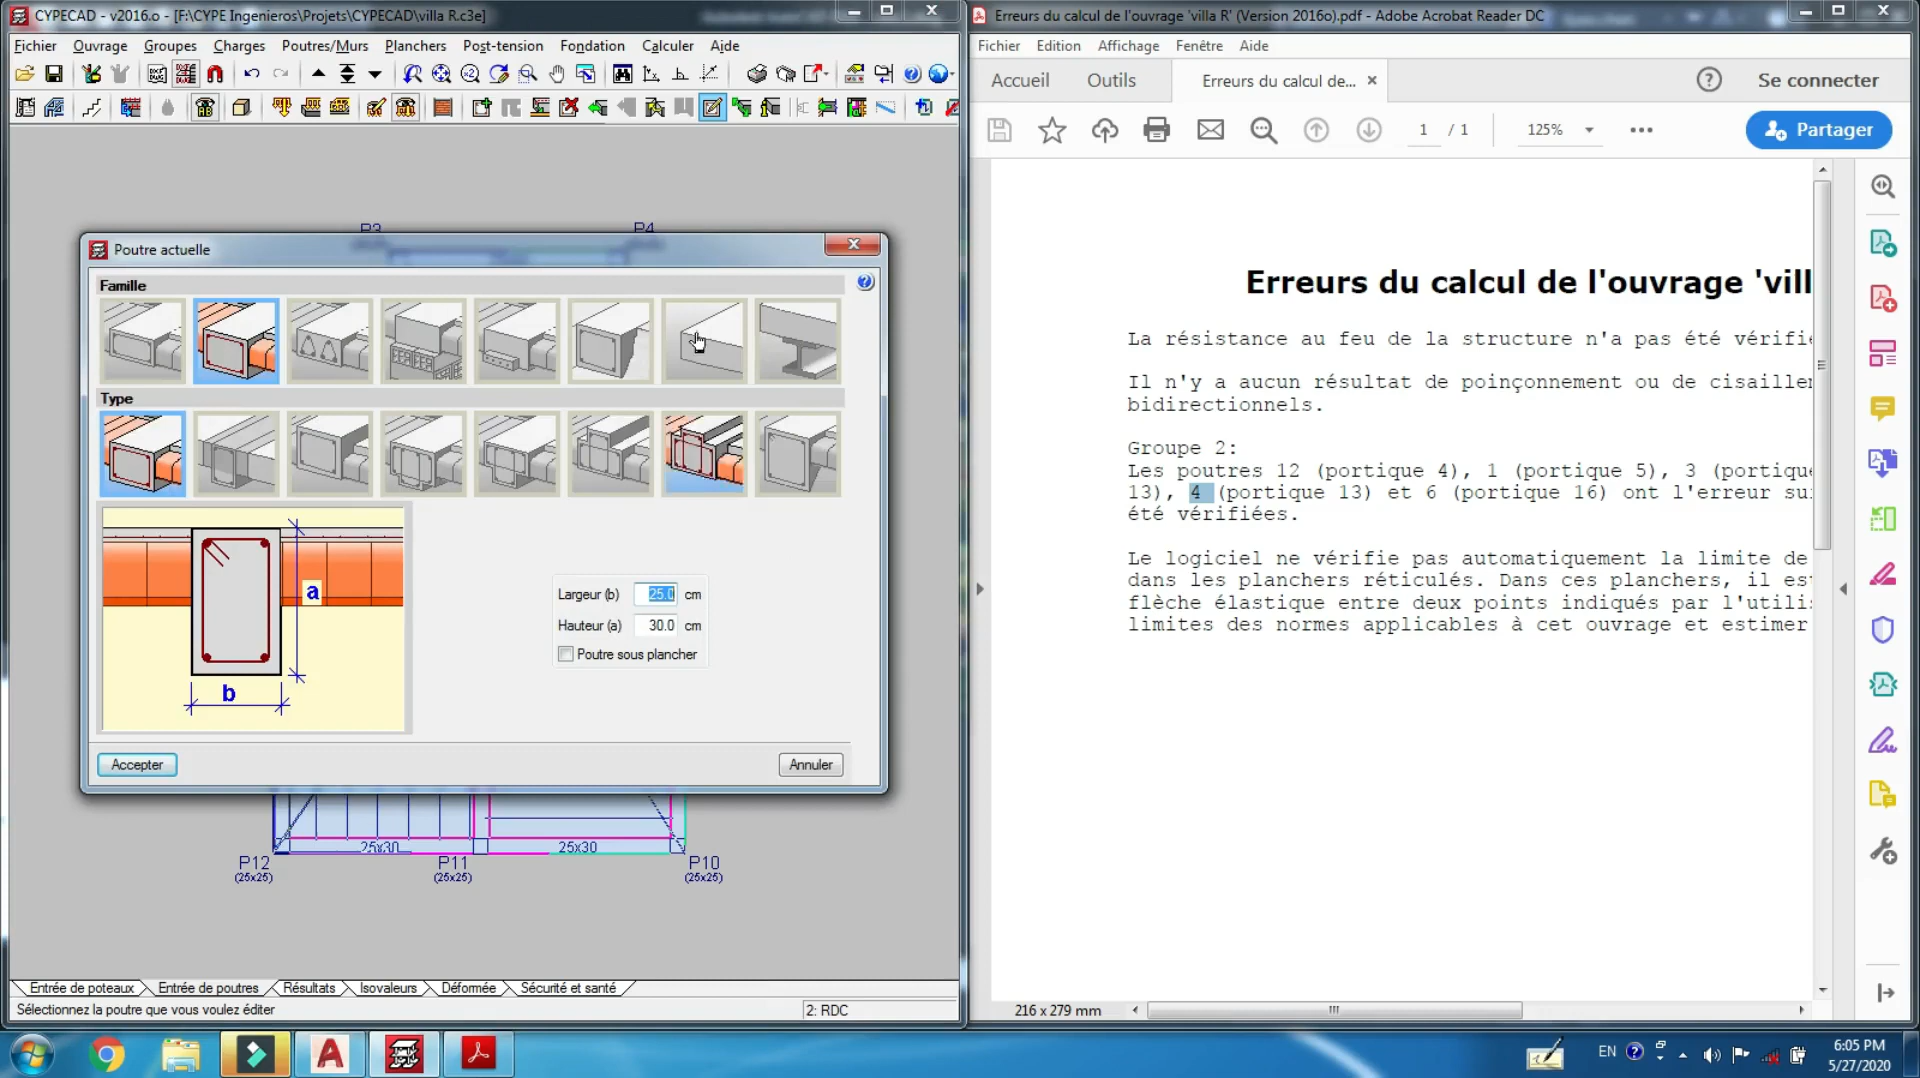 CYPECAD - v2016.o - [F:\CYPE Ingenieros\Projets\CYPECAD\villa R.c3e]
Fichier Ouvrage Groupes Charges Poutres/Murs Planchers Post-tension Fondation Calculer Aide
P3 P4
Poutre actuelle
Famille
Type
a
b
Largeur (b) 25.0 cm
Hauteur (a) 30.0 cm
Poutre sous plancher
Accepter Annuler
25x30 25x30
P12 P11 P10
(25x25) (25x25) (25x25)
Entrée de poteaux Entrée de poutres Résultats Isovaleurs Déformée Sécurité et santé
Sélectionnez la poutre que vous voulez éditer 2: RDC
Erreurs du calcul de l'ouvrage 'villa R' (Version 2016o).pdf - Adobe Acrobat Reader DC
Fichier Edition Affichage Fenêtre Aide
Accueil Outils Erreurs du calcul de... Se connecter
1 / 1 125% Partager
Erreurs du calcul de l'ouvrage 'vill
La résistance au feu de la structure n'a pas été vérifié
Il n'y a aucun résultat de poinçonnement ou de cisaillem
bidirectionnels.
Groupe 2:
Les poutres 12 (portique 4), 1 (portique 5), 3 (portique
13), 4 (portique 13) et 6 (portique 16) ont l'erreur sui
été vérifiées.
Le logiciel ne vérifie pas automatiquement la limite de
dans les planchers réticulés. Dans ces planchers, il est
flèche élastique entre deux points indiqués par l'utilis
limites des normes applicables à cet ouvrage et estimer
216 x 279 mm
EN 6:05 PM
5/27/2020